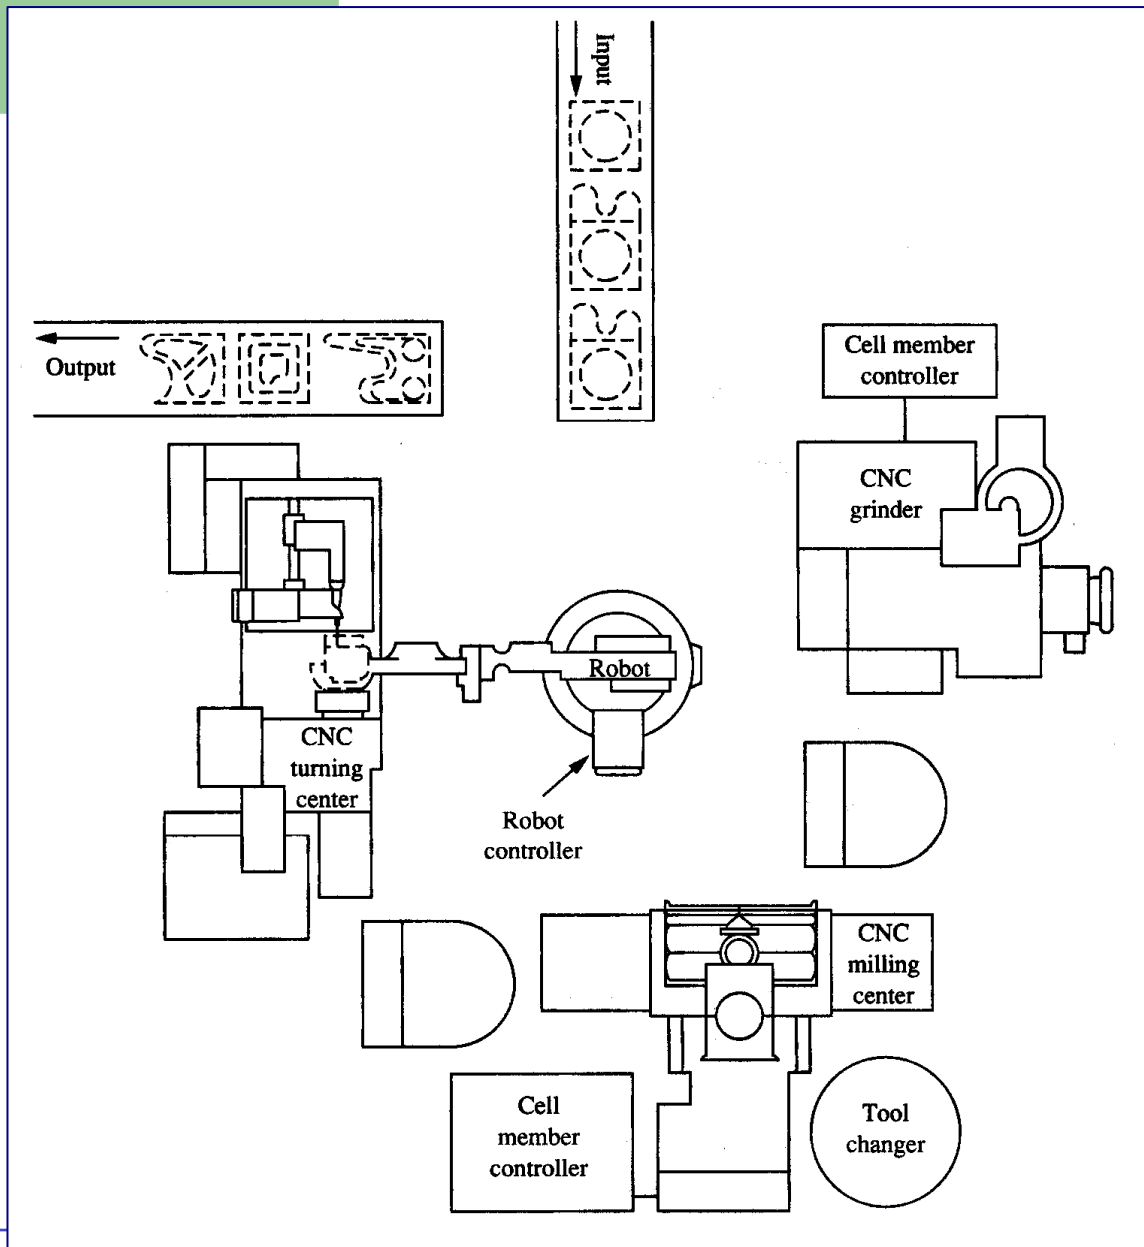 Input
Output
Cell member
controller
CNC
grinder
Robot
CNC
turning
center
Robot
controller
CNC
milling
center
Cell
member
controller
Tool
changer